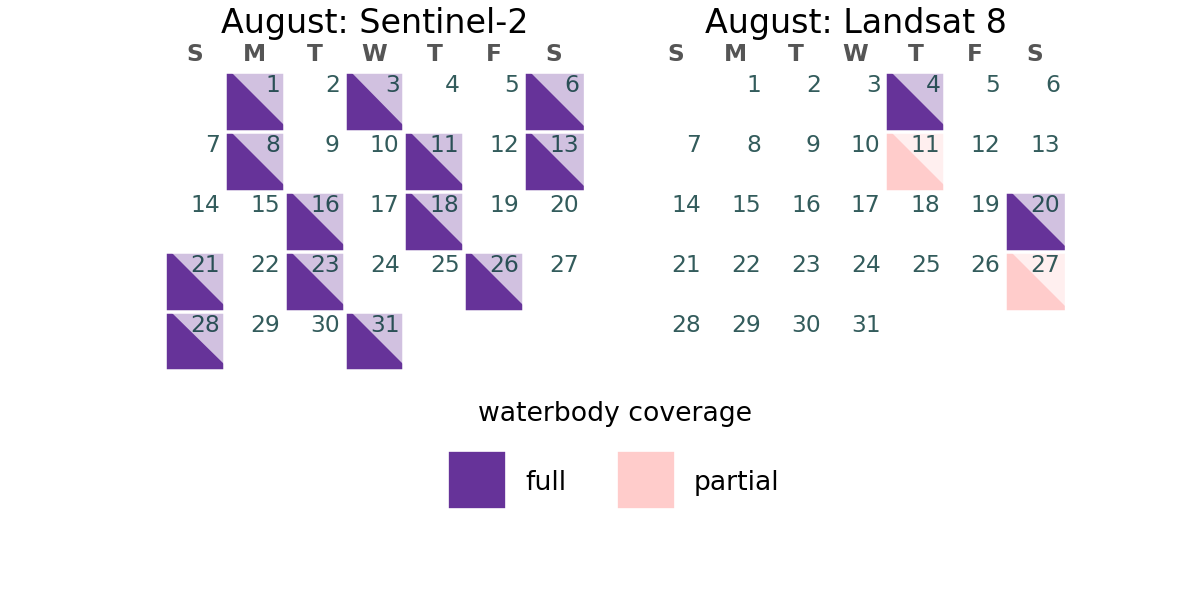 August: Sentinel-2
S M T W T F S
1 2 3 4 5 6
7 8 9 10 11 12 13
14 15 16 17 18 19 20
21 22 23 24 25 26 27
28 29 30 31
August: Landsat 8
S M T W T F S
1 2 3 4 5 6
7 8 9 10 11 12 13
14 15 16 17 18 19 20
21 22 23 24 25 26 27
28 29 30 31
waterbody coverage
full
partial